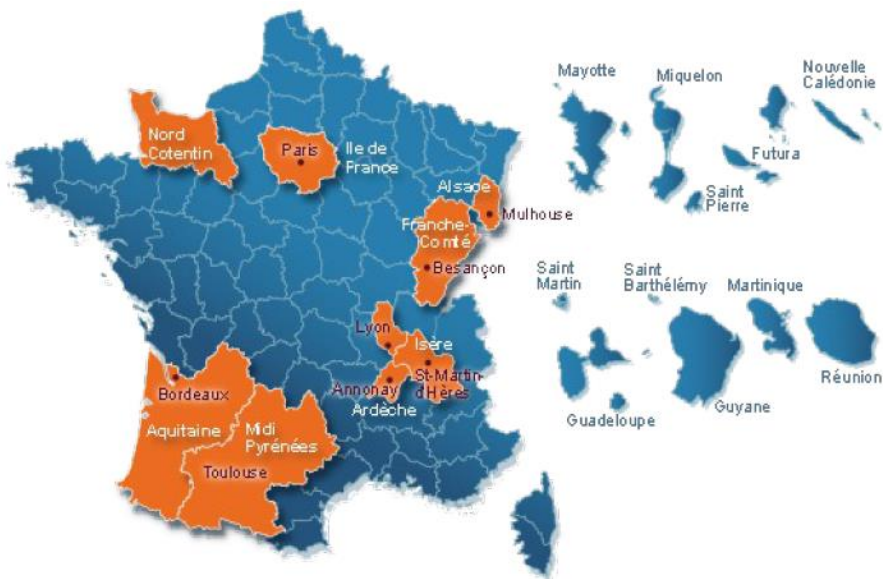 Nord
Cotentin
Paris
Ile de
France
Alsace
Mulhouse
Franche-
Comté
Besançon
Lyon
Isère
Annonay
St-Martin-
d'Hères
Ardèche
Bordeaux
Aquitaine
Midi
Pyrénées
Toulouse
Mayotte
Miquelon
Nouvelle
Calédonie
Futura
Saint
Pierre
Saint
Martin
Saint
Barthélémy
Martinique
Guadeloupe
Guyane
Réunion